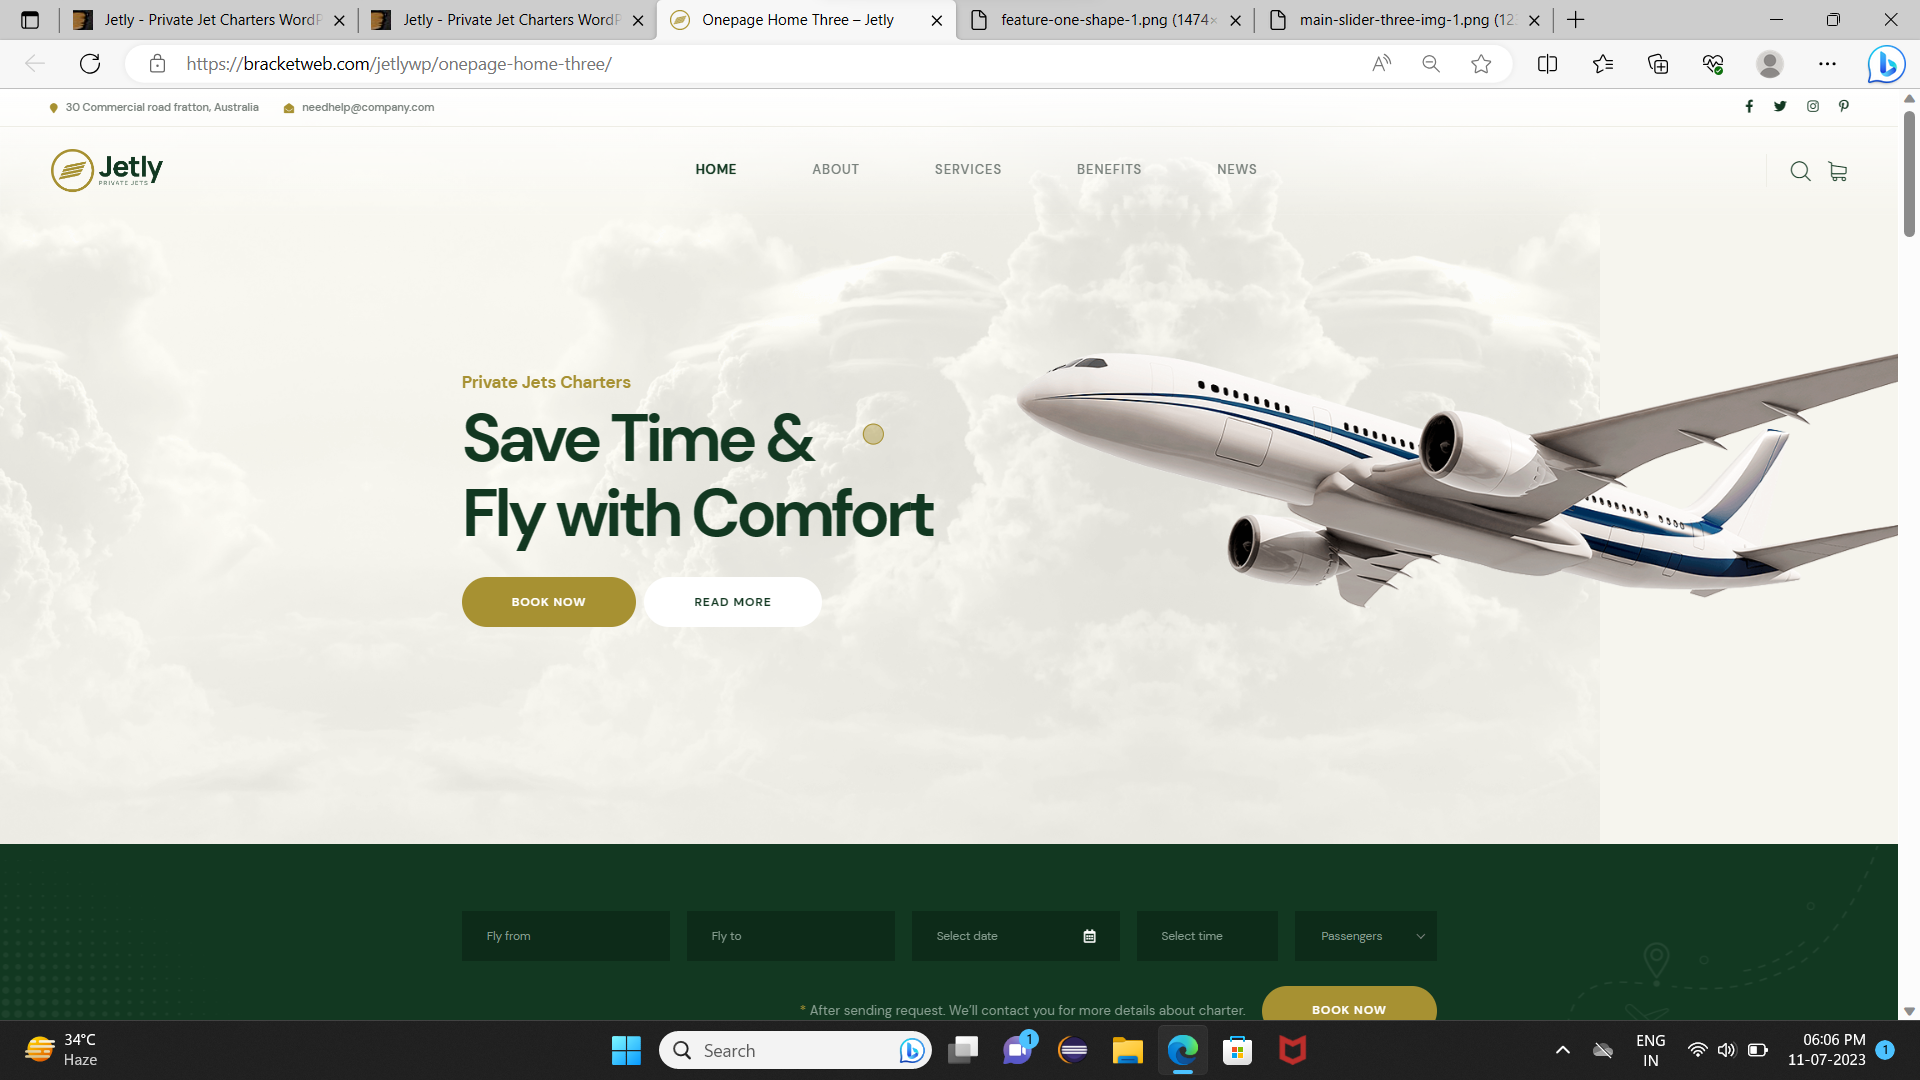 Jetly - Private Jet Charters WordP
Jetly - Private Jet Charters WordP
Onepage Home Three – Jetly
feature-one-shape-1.png (1474×
main-slider-three-img-1.png (12
https://bracketweb.com/jetlywp/onepage-home-three/
30 Commercial road fratton, Australia
needhelp@company.com
Jetly
PRIVATE JETS
HOME
ABOUT
SERVICES
BENEFITS
NEWS
Private Jets Charters
Save Time &
Fly with Comfort
BOOK NOW
READ MORE
Fly from
Fly to
Select date
Select time
Passengers
* After sending request. We'll contact you for more details about charter.
BOOK NOW
34°C
Haze
Search
1
ENG
IN
06:06 PM
11-07-2023
1